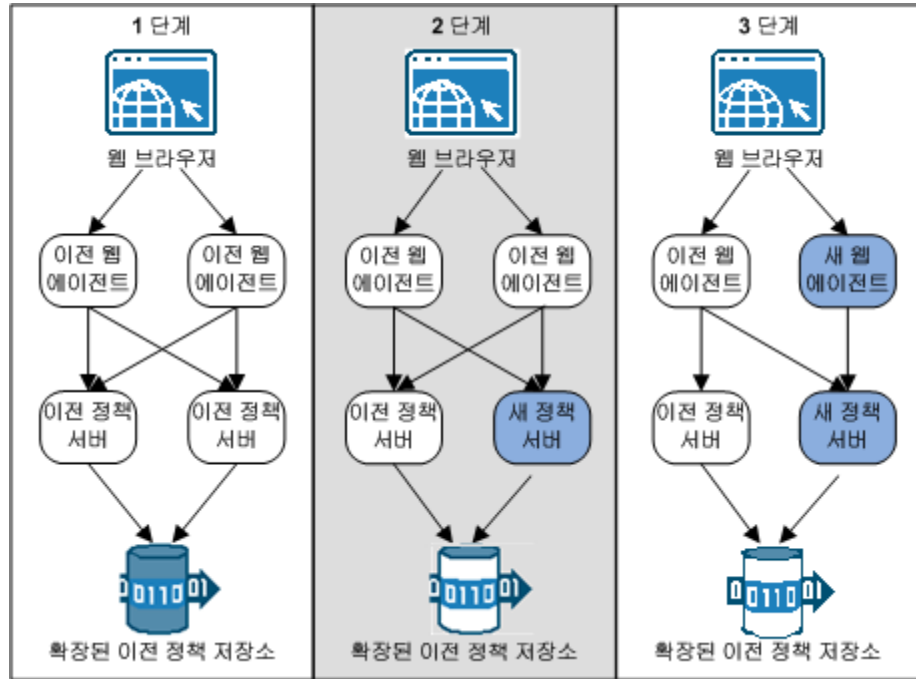 1 단계
웹 브라우저
이전 웹
에이전트
이전 웹
에이전트
이전 정책
서버
이전 정책
서버
0 0110 01
확장된 이전 정책 저장소
2 단계
웹 브라우저
이전 웹
에이전트
이전 웹
에이전트
이전 정책
서버
새 정책
서버
0 0110 01
확장된 이전 정책 저장소
3 단계
웹 브라우저
이전 웹
에이전트
새 웹
에이전트
이전 정책
서버
새 정책
서버
0 0110 01
확장된 이전 정책 저장소